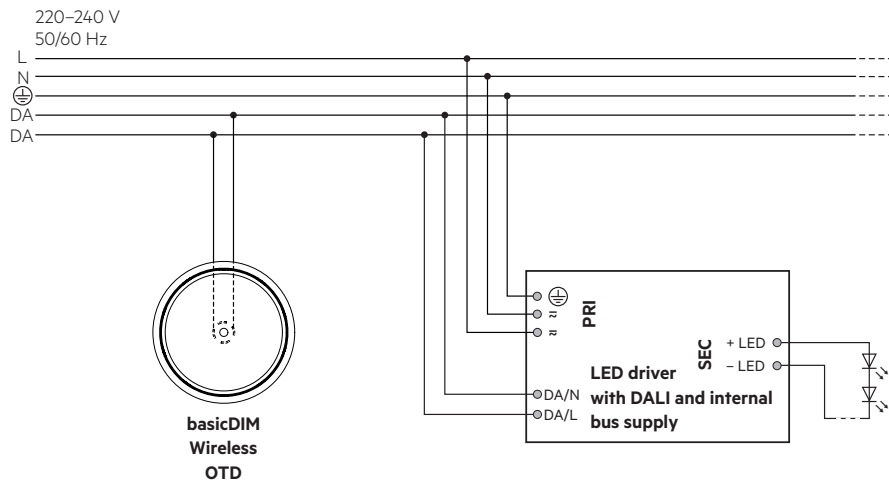 220–240 V
50/60 Hz
L
N
DA
DA
basicDIM
Wireless
OTD
PRI
≂
≂
DA/N
DA/L
LED driver
with DALI and internal
bus supply
SEC
+ LED
– LED